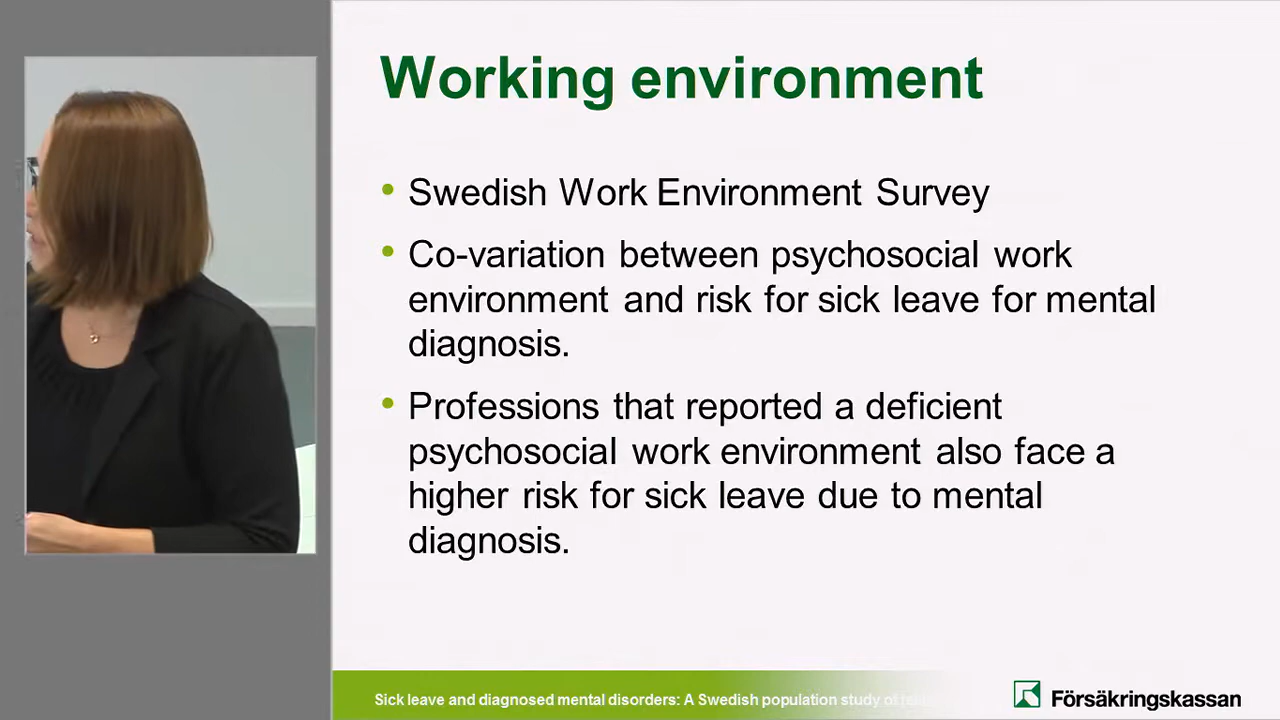 Working environment
• Swedish Work Environment Survey
• Co-variation between psychosocial work
environment and risk for sick leave for mental
diagnosis.
• Professions that reported a deficient
psychosocial work environment also face a
higher risk for sick leave due to mental
diagnosis.
Sick leave and diagnosed mental disorders: A Swedish population study of
Försäkringskassan